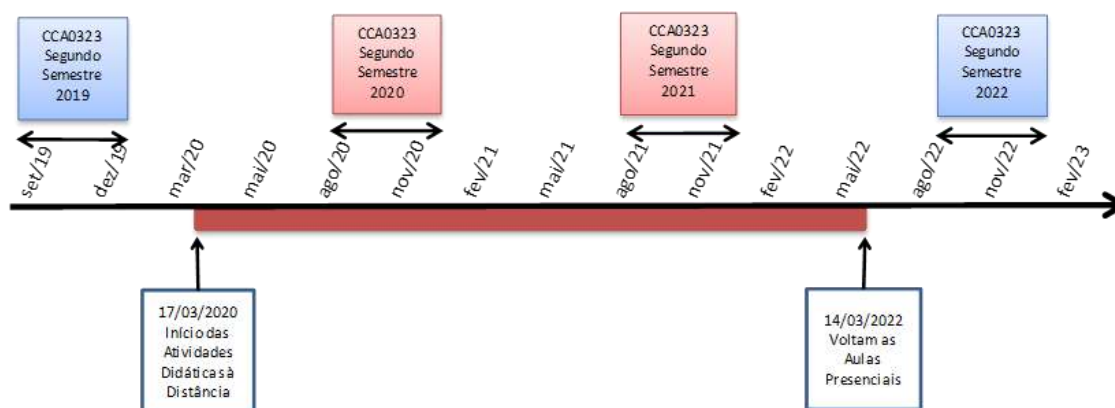 CCA0323
Segundo
Semestre
2019
CCA0323
Segundo
Semestre
2020
CCA0323
Segundo
Semestre
2021
CCA0323
Segundo
Semestre
2022
set/19
dez/19
mar/20
mai/20
ago/20
nov/20
fev/21
mai/21
ago/21
nov/21
fev/22
mai/22
ago/22
nov/22
fev/23
17/03/2020
Início das
Atividades
Didáticas à
Distância
14/03/2022
Voltam as
Aulas
Presenciais